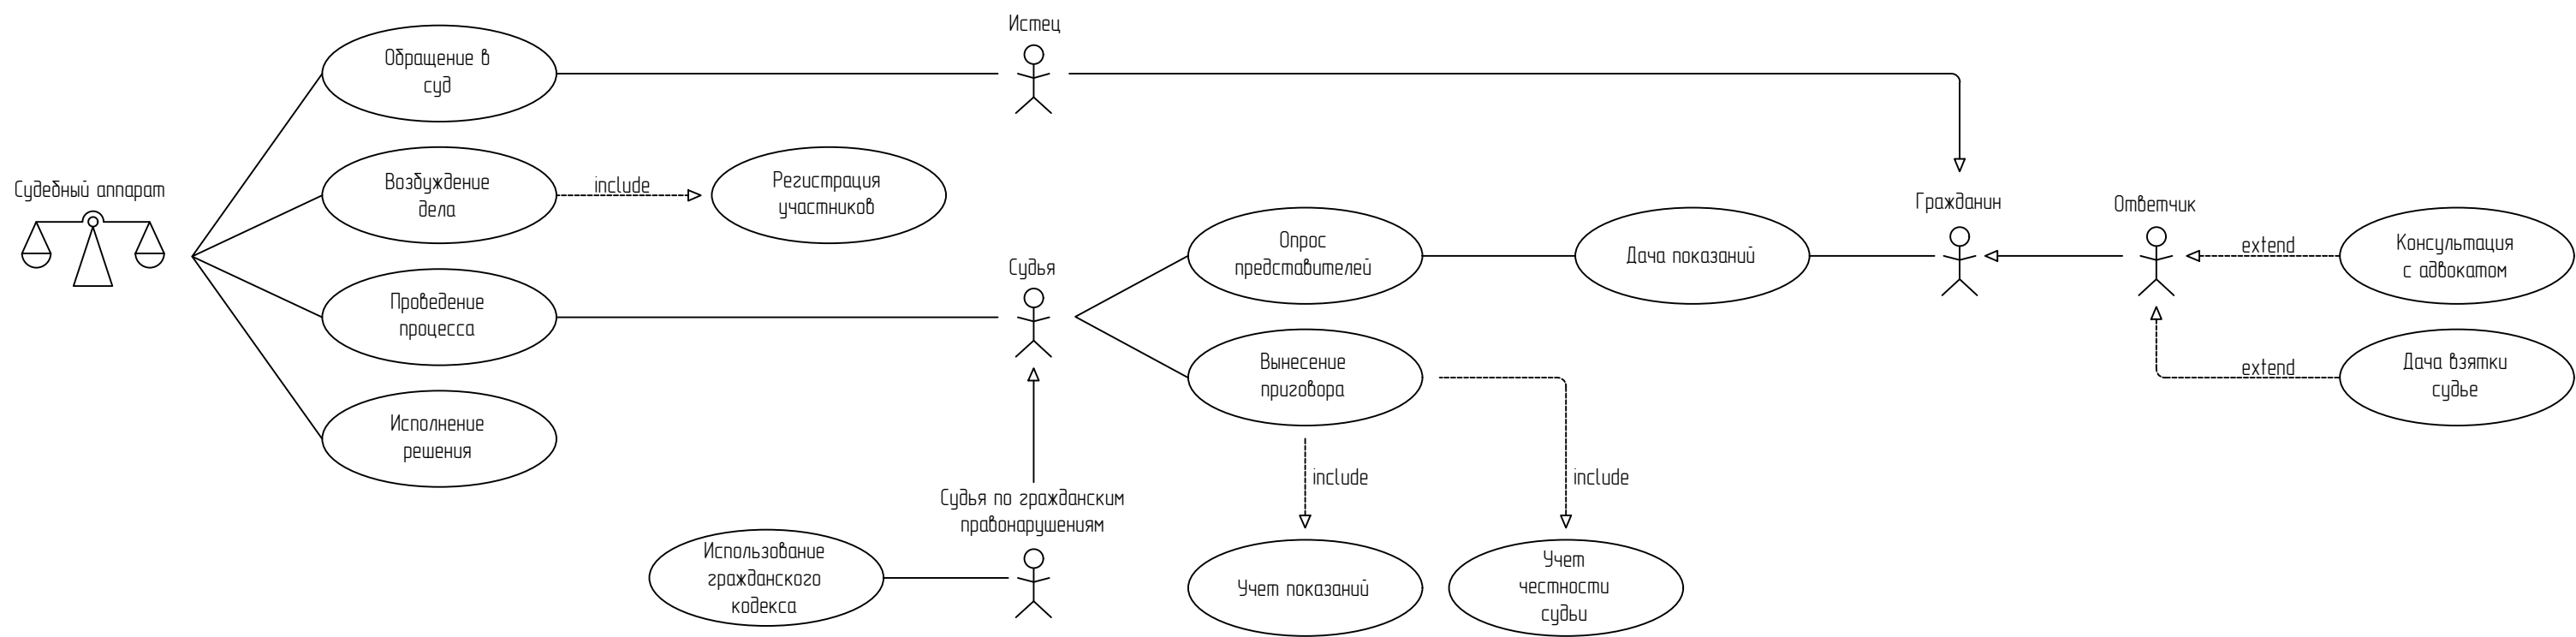 Истец
Обращение в
суд
Судебный аппарат
Возбуждение
дела
include
Регистрация
участников
Гражданин
Ответчик
Опрос
представителей
Дача показаний
extend
Консультация
с адвокатом
Судья
Проведение
процесса
Вынесение
приговора
extend
Дача взятки
судье
Исполнение
решения
include
include
Судья по гражданским
правонарушениям
Использование
гражданского
кодекса
Учет показаний
Учет
честности
судьи